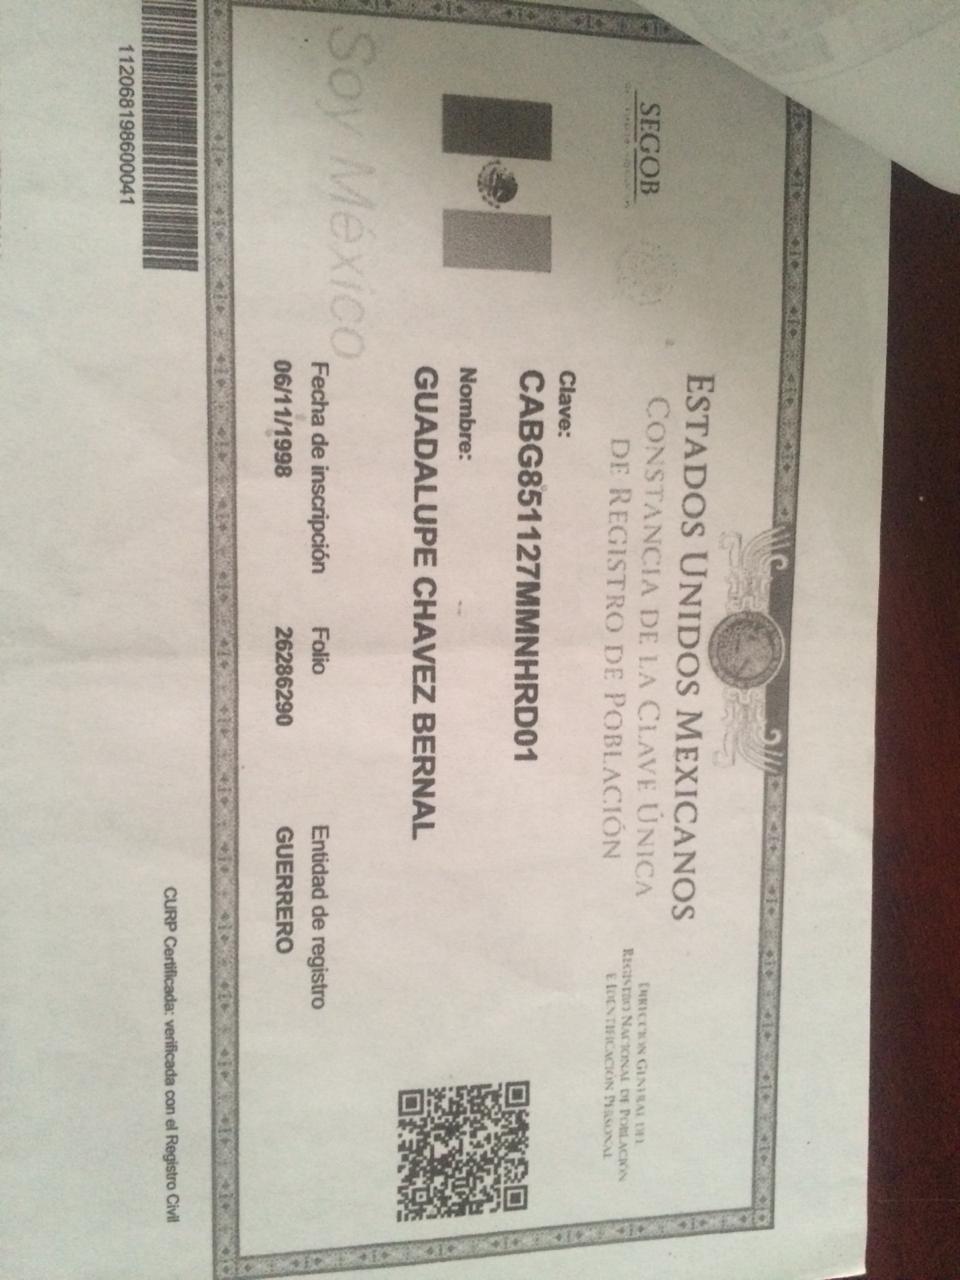 ESTADOS UNIDOS MEXICANOS
CONSTANCIA DE LA CLAVE ÚNICA
DE REGISTRO DE POBLACIÓN
SEGOB
DIRECCIÓN GENERAL DEL
REGISTRO NACIONAL DE POBLACIÓN
E IDENTIFICACIÓN PERSONAL
Clave:
CABG851127MMNHRD01
Nombre:
GUADALUPE CHAVEZ BERNAL
Soy México
Fecha de inscripción Folio Entidad de registro
06/11/1998 26286290 GUERRERO
CURP Certificada: verificada con el Registro Civil
112068198600041